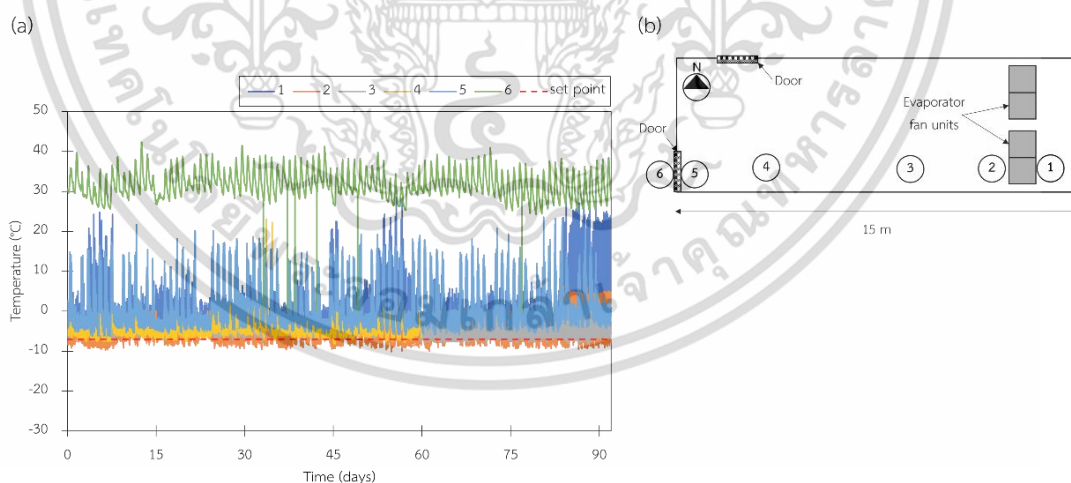 (a)
1 2 3 4 5 6 set point
50
40
30
20
10
0
-10
-20
-30
Temperature (°C)
0 15 30 45 60 75 90
Time (days)
(b)
N
Door
Door
Evaporator
fan units
6 5 4 3 2 1
15 m